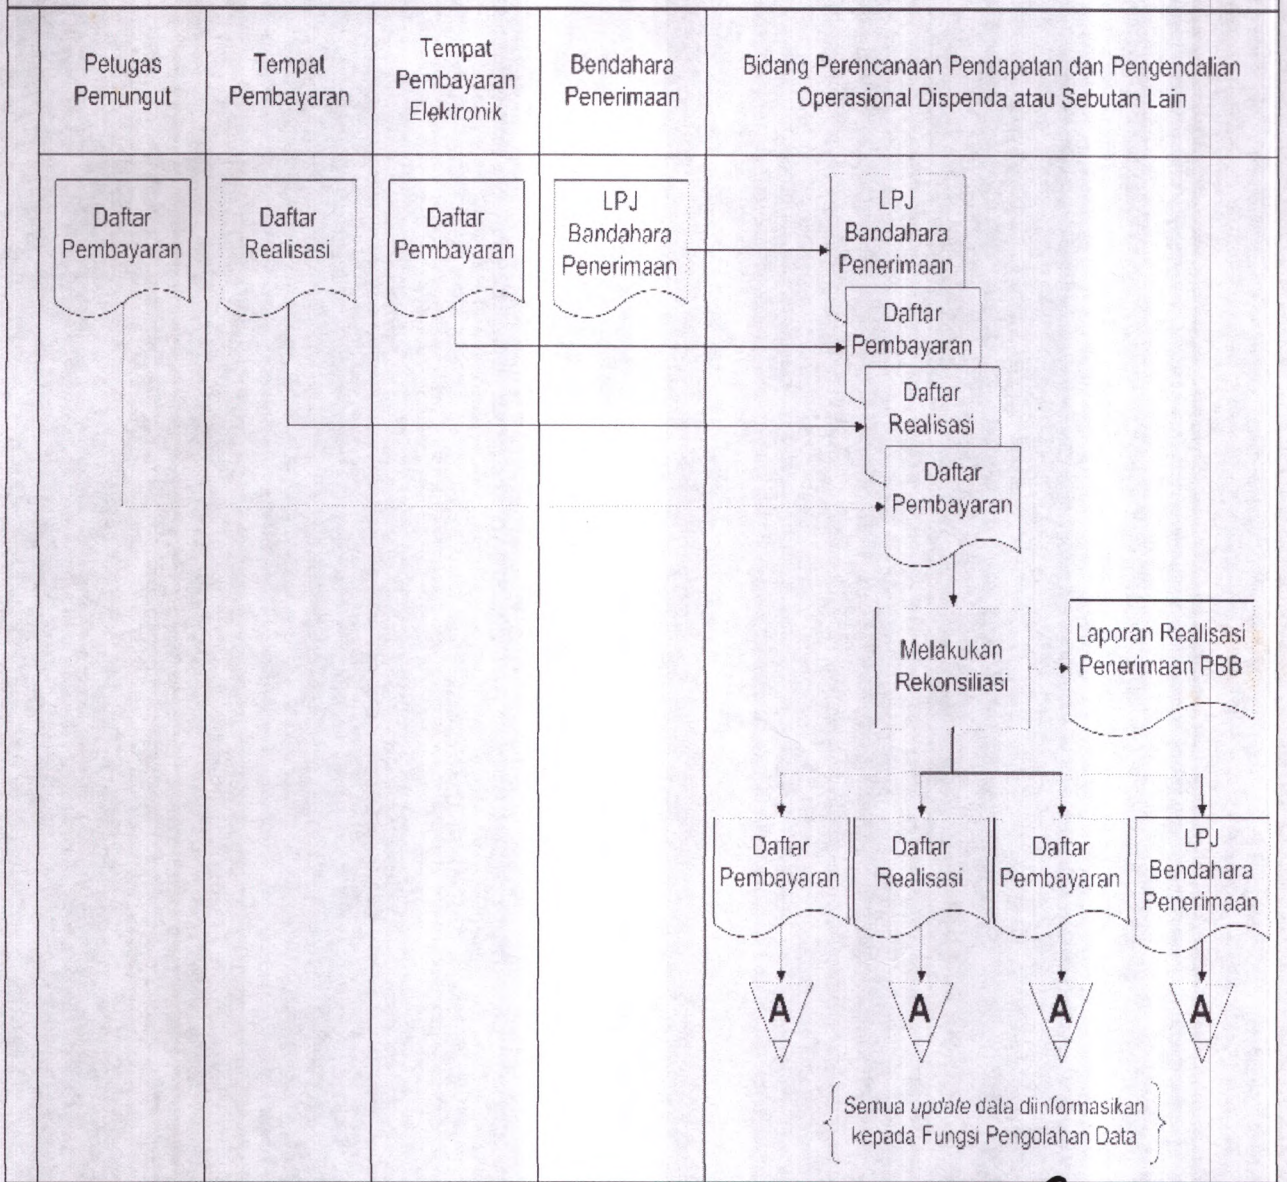 Petugas
Pemungut
Tempat
Pembayaran
Tempat
Pembayaran
Elektronik
Bendahara
Penerimaan
Bidang Perencanaan Pendapatan dan Pengendalian
Operasional Dispenda atau Sebutan Lain
Daftar
Pembayaran
Daftar
Realisasi
Daftar
Pembayaran
LPJ
Bandahara
Penerimaan
LPJ
Bandahara
Penerimaan
Daftar
Pembayaran
Daftar
Realisasi
Daftar
Pembayaran
Melakukan
Rekonsiliasi
Laporan Realisasi
Penerimaan PBB
Daftar
Pembayaran
Daftar
Realisasi
Daftar
Pembayaran
LPJ
Bendahara
Penerimaan
A
A
A
A
Semua update data diinformasikan
kepada Fungsi Pengolahan Data